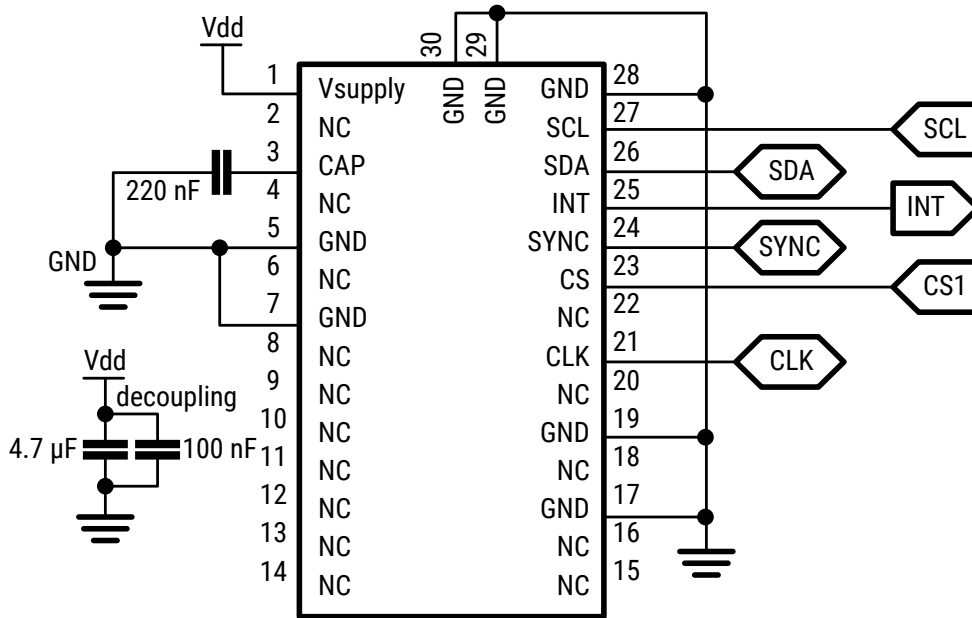 Vdd
30
29
1
Vsupply
GND
GND
GND
28
2
NC
SCL
27
SCL
3
CAP
SDA
26
SDA
220 nF
4
NC
INT
25
INT
5
GND
SYNC
24
SYNC
GND
6
NC
CS
23
CS1
7
GND
NC
22
8
NC
CLK
21
CLK
Vdd
9
NC
NC
20
decoupling
10
NC
GND
19
4.7 µF
100 nF
11
NC
NC
18
12
NC
GND
17
13
NC
NC
16
14
NC
NC
15